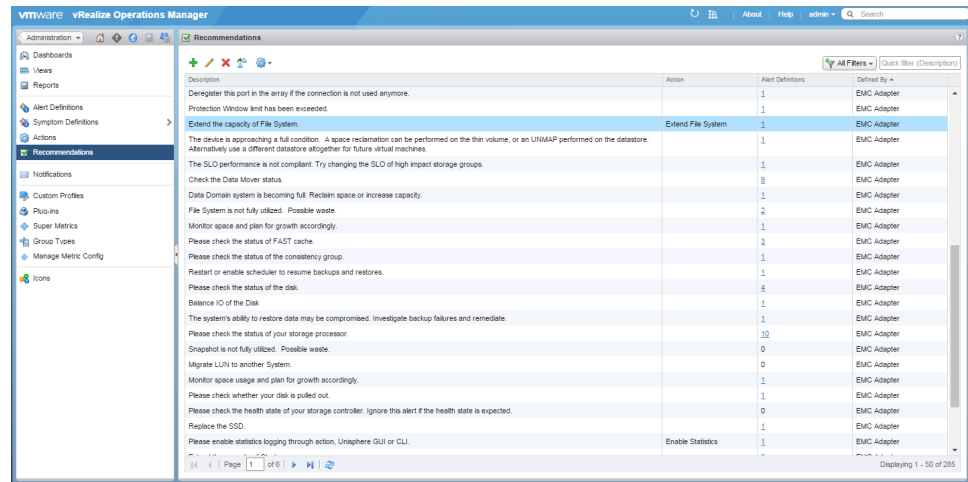 vmware vRealize Operations Manager
About Help admin Search
Administration
Dashboards
Views
Reports
Alert Definitions
Symptom Definitions
Actions
Recommendations
Notifications
Custom Profiles
Plug-ins
Super Metrics
Group Types
Manage Metric Config
Icons
Recommendations
All Filters Quick filter (Description)
Description Action Alert Definitions Defined By
Deregister this port in the array if the connection is not used anymore. 1 EMC Adapter
Protection Window limit has been exceeded. 1 EMC Adapter
Extend the capacity of File System. Extend File System 1 EMC Adapter
The device is approaching a full condition. A space reclamation can be performed on the thin volume, or an UNMAP performed on the datastore. 1 EMC Adapter
Alternatively use a different datastore altogether for future virtual machines.
The SLO performance is not compliant. Try changing the SLO of high impact storage groups. 1 EMC Adapter
Check the Data Mover status. 9 EMC Adapter
Data Domain system is becoming full. Reclaim space or increase capacity. 1 EMC Adapter
File System is not fully utilized. Possible waste. 2 EMC Adapter
Monitor space and plan for growth accordingly. 1 EMC Adapter
Please check the status of FAST cache. 3 EMC Adapter
Please check the status of the consistency group. 1 EMC Adapter
Restart or enable scheduler to resume backups and restores. 1 EMC Adapter
Please check the status of the disk. 4 EMC Adapter
Balance IO of the Disk 1 EMC Adapter
The system's ability to restore data may be compromised. Investigate backup failures and remediate. 1 EMC Adapter
Please check the status of your storage processor. 10 EMC Adapter
Snapshot is not fully utilized. Possible waste. 0 EMC Adapter
Migrate LUN to another System. 0 EMC Adapter
Monitor space usage and plan for growth accordingly. 1 EMC Adapter
Please check whether your disk is pulled out. 1 EMC Adapter
Please check the health state of your storage controller. Ignore this alert if the health state is expected. 0 EMC Adapter
Replace the SSD. 1 EMC Adapter
Please enable statistics logging through action, Unisphere GUI or CLI. Enable Statistics 1 EMC Adapter
Page 1 of 6 Displaying 1 - 50 of 285